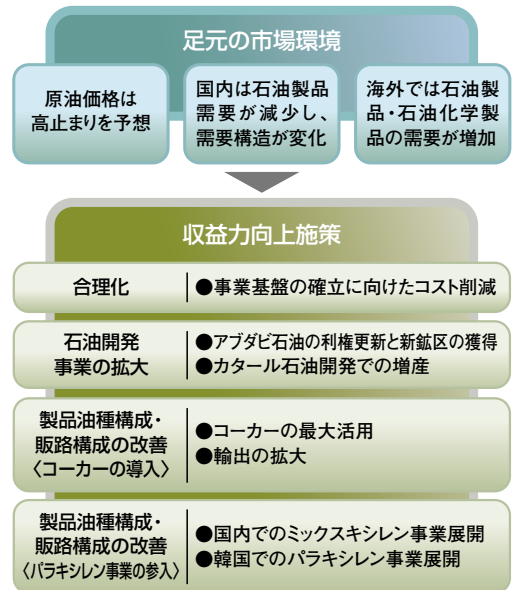 足元の市場環境
原油価格は
高止まりを予想
国内は石油製品
需要が減少し、
需要構造が変化
海外では石油製
品・石油化学製
品の需要が増加
収益力向上施策
合理化
●事業基盤の確立に向けたコスト削減
石油開発
事業の拡大
●アブダビ石油の利権更新と新鉱区の獲得
●カタール石油開発での増産
製品油種構成・
販路構成の改善
〈コーカーの導入〉
●コーカーの最大活用
●輸出の拡大
製品油種構成・
販路構成の改善
〈パラキシレン事業の参入〉
●国内でのミックスキシレン事業展開
●韓国でのパラキシレン事業展開